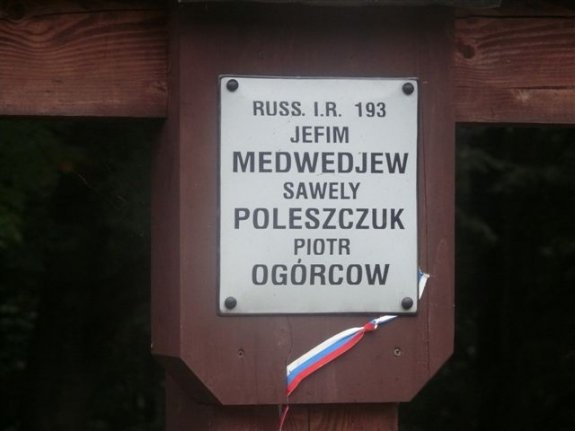 RUSS. I.R. 193
JEFIM
MEDWEDJEW
SAWELY
POLESZCZUK
PIOTR
OGÓRCOW